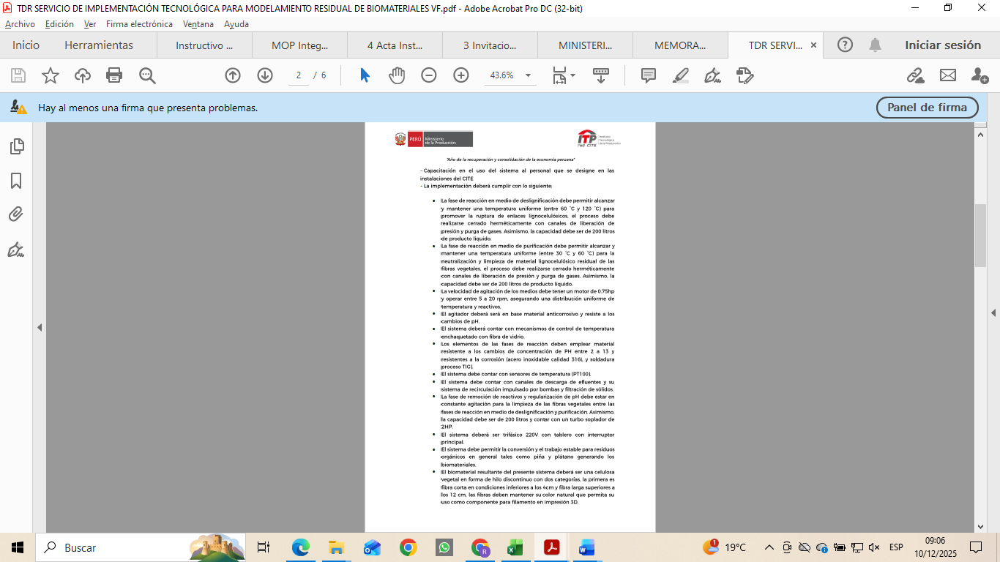 TDR SERVICIO DE IMPLEMENTACIÓN TECNOLÓGICA PARA MODELAMIENTO RESIDUAL DE BIOMATERIALES VF.pdf - Adobe Acrobat Pro DC (32-bit)
Archivo Edición Ver Firma electrónica Ventana Ayuda
Inicio Herramientas Instructivo ... MOP Integ... 4 Acta Inst... 3 Invitacio... MINISTERI... MEMORA... TDR SERVI... Iniciar sesión
2 / 6 43.6%
Hay al menos una firma que presenta problemas. Panel de firma
PERÚ Ministerio
de la Producción
ITP
red CITE
Instituto
Tecnológico
de la Producción
"Año de la recuperación y consolidación de la economía peruana"
- Capacitación en el uso del sistema al personal que se designe en las
instalaciones del CITE
- La implementación deberá cumplir con lo siguiente:
• La fase de reacción en medio de deslignificación debe permitir alcanzar
y mantener una temperatura uniforme (entre 60 °C y 120 °C) para
promover la ruptura de enlaces lignocelulósicos, el proceso debe
realizarse cerrado herméticamente con canales de liberación de
presión y purga de gases. Asimismo, la capacidad debe ser de 200 litros
de producto líquido.
• La fase de reacción en medio de purificación debe permitir alcanzar y
mantener una temperatura uniforme (entre 30 °C y 60 °C) para la
neutralización y limpieza de material lignocelulósico residual de las
fibras vegetales, el proceso debe realizarse cerrado herméticamente
con canales de liberación de presión y purga de gases. Asimismo, la
capacidad debe ser de 200 litros de producto líquido.
• La velocidad de agitación de los medios debe tener un motor de 0.75hp
y operar entre 5 a 20 rpm, asegurando una distribución uniforme de
temperatura y reactivos.
• El agitador deberá será en base material anticorrosivo y resiste a los
cambios de pH.
• El sistema deberá contar con mecanismos de control de temperatura
enchaquetado con fibra de vidrio.
• Los elementos de las fases de reacción deben emplear material
resistente a los cambios de concentración de PH entre 2 a 13 y
resistentes a la corrosión (acero inoxidable calidad 316L y soldadura
proceso TIG).
• El sistema debe contar con sensores de temperatura (PT100).
• El sistema debe contar con canales de descarga de efluentes y su
sistema de recirculación impulsado por bombas y filtración de sólidos.
• La fase de remoción de reactivos y regularización de pH debe estar en
constante agitación para la limpieza de las fibras vegetales entre las
fases de reacción en medio de deslignificación y purificación. Asimismo,
la capacidad debe ser de 200 litros y contar con un turbo soplador de
2HP.
• El sistema deberá ser trifásico 220V con tablero con interruptor
principal.
• El sistema debe permitir la conversión y el trabajo estable para residuos
orgánicos en general tales como piña y plátano generando los
biomateriales.
• El biomaterial resultante del presente sistema deberá ser una celulosa
vegetal en forma de hilo discontinuo con dos categorías, la primera es
fibra corta en condiciones inferiores a los 4cm y fibra larga superiores a
los 12 cm, las fibras deben mantener su color natural que permita su
uso como componente para filamento en impresión 3D.
Buscar 1 19°C ESP 09:06
10/12/2025